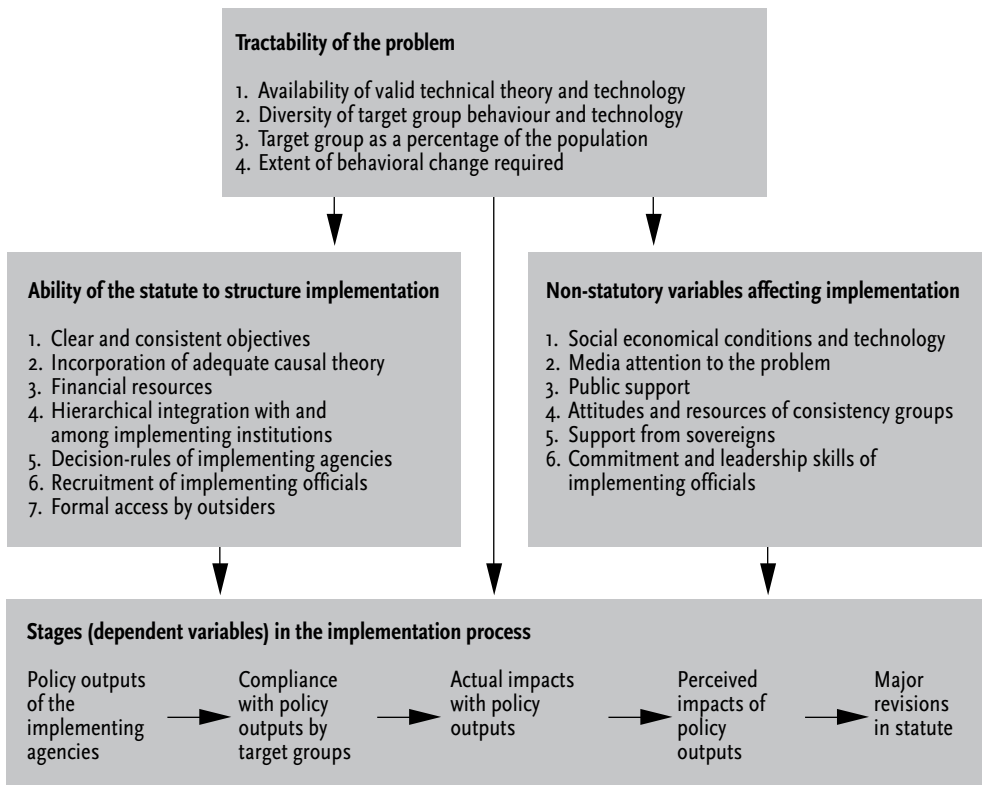 Tractability of the problem
1. Availability of valid technical theory and technology
2. Diversity of target group behaviour and technology
3. Target group as a percentage of the population
4. Extent of behavioral change required
Ability of the statute to structure implementation
1. Clear and consistent objectives
2. Incorporation of adequate causal theory
3. Financial resources
4. Hierarchical integration with and
among implementing institutions
5. Decision-rules of implementing agencies
6. Recruitment of implementing officials
7. Formal access by outsiders
Non-statutory variables affecting implementation
1. Social economical conditions and technology
2. Media attention to the problem
3. Public support
4. Attitudes and resources of consistency groups
5. Support from sovereigns
6. Commitment and leadership skills of
implementing officials
Stages (dependent variables) in the implementation process
Policy outputs
of the
implementing
agencies
Compliance
with policy
outputs by
target groups
Actual impacts
with policy
outputs
Perceived
impacts of
policy
outputs
Major
revisions
in statute